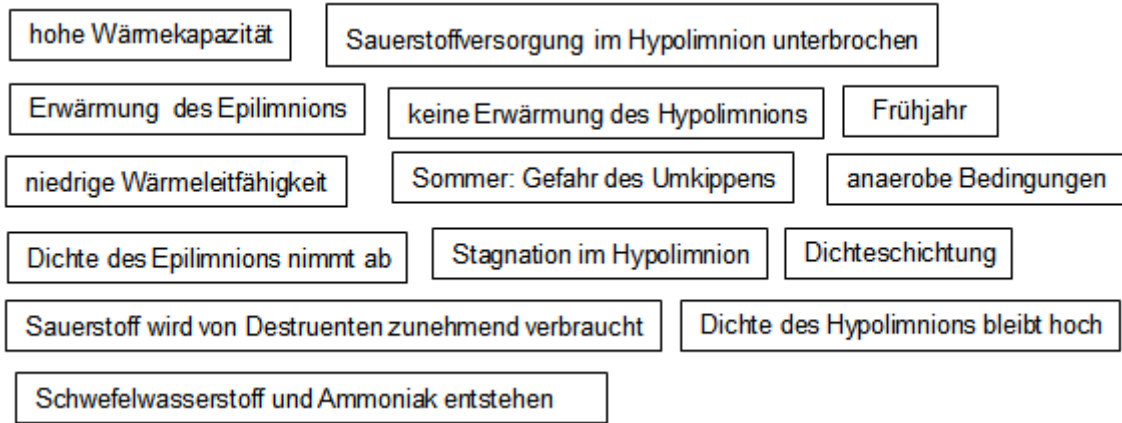 hohe Wärmekapazität
Sauerstoffversorgung im Hypolimnion unterbrochen
Erwärmung des Epilimnions
keine Erwärmung des Hypolimnions
Frühjahr
niedrige Wärmeleitfähigkeit
Sommer: Gefahr des Umkippens
anaerobe Bedingungen
Dichte des Epilimnions nimmt ab
Stagnation im Hypolimnion
Dichteschichtung
Sauerstoff wird von Destruenten zunehmend verbraucht
Dichte des Hypolimnions bleibt hoch
Schwefelwasserstoff und Ammoniak entstehen